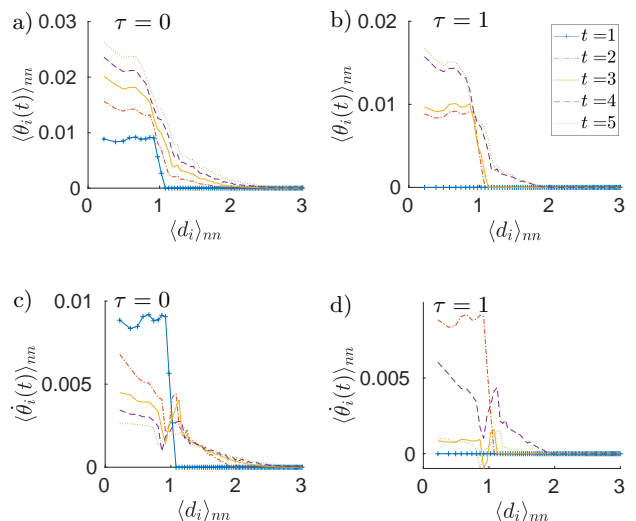 a) τ = 0
0.03
0.02
0.01
0
⟨θᵢ(t)⟩ₙₙ
0 1 2 3
⟨dᵢ⟩ₙₙ
b) τ = 1
0.02
0.01
0
⟨θᵢ(t)⟩ₙₙ
0 1 2 3
⟨dᵢ⟩ₙₙ
t =1
t =2
t =3
t =4
t =5
c) τ = 0
0.01
0.005
0
⟨θ̇ᵢ(t)⟩ₙₙ
0 1 2 3
⟨dᵢ⟩ₙₙ
d) τ = 1
0.005
0
⟨θ̇ᵢ(t)⟩ₙₙ
0 1 2 3
⟨dᵢ⟩ₙₙ